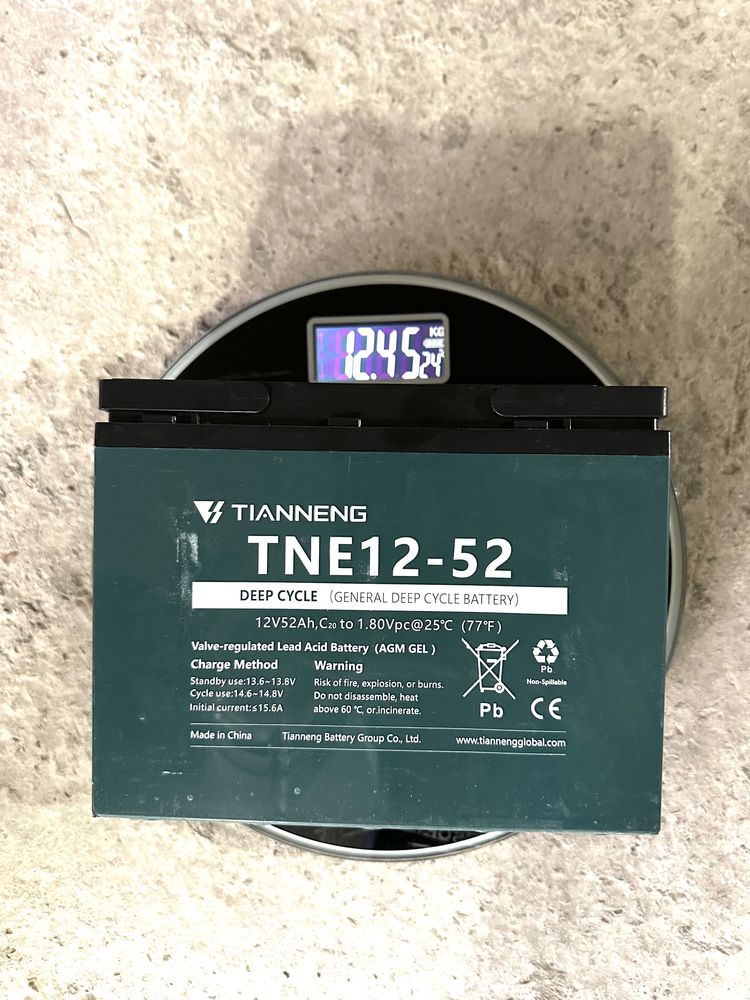 12.45 KG
24
TIANNENG
TNE12-52
DEEP CYCLE (GENERAL DEEP CYCLE BATTERY)
12V52Ah,C₂₀ to 1.80Vpc@25℃ (77℉)
Valve-regulated Lead Acid Battery (AGM GEL)
Charge Method
Standby use:13.6~13.8V
Cycle use:14.6~14.8V
Initial current:≤15.6A
Warning
Risk of fire, explosion, or burns.
Do not disassemble, heat
above 60 ℃, or.incinerate.
Pb
Pb
Non-Spillable
CE
Made in China
Tianneng Battery Group Co., Ltd.
www.tiannengglobal.com